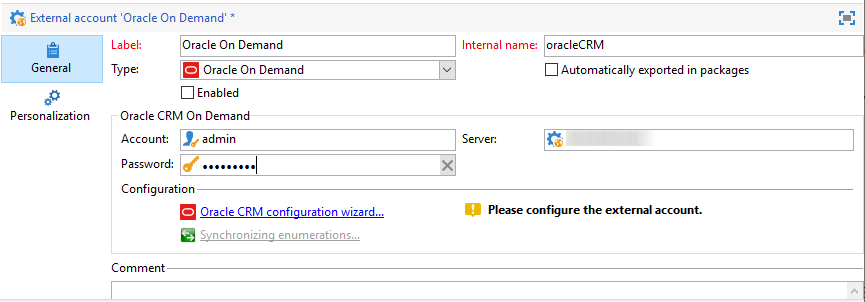 External account 'Oracle On Demand' *
General
Personalization
Label: Oracle On Demand Internal name: oracleCRM
Type: Oracle On Demand Automatically exported in packages
Enabled
Oracle CRM On Demand
Account: admin Server:
Password: •••••••••
Configuration
Oracle CRM configuration wizard... Please configure the external account.
Synchronizing enumerations...
Comment